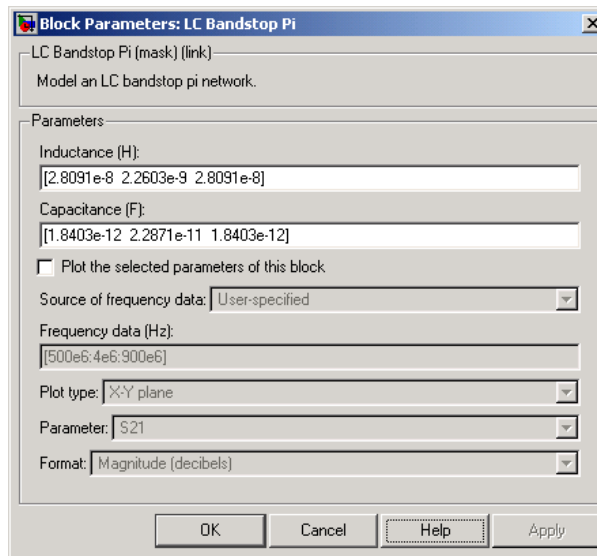 Block Parameters: LC Bandstop Pi
LC Bandstop Pi (mask) (link)
Model an LC bandstop pi network.
Parameters
Inductance (H):
[2.8091e-8 2.2603e-9 2.8091e-8]
Capacitance (F):
[1.8403e-12 2.2871e-11 1.8403e-12]
Plot the selected parameters of this block
Source of frequency data: User-specified
Frequency data (Hz):
[500e6:4e6:900e6]
Plot type: X-Y plane
Parameter: S21
Format: Magnitude (decibels)
OK Cancel Help Apply